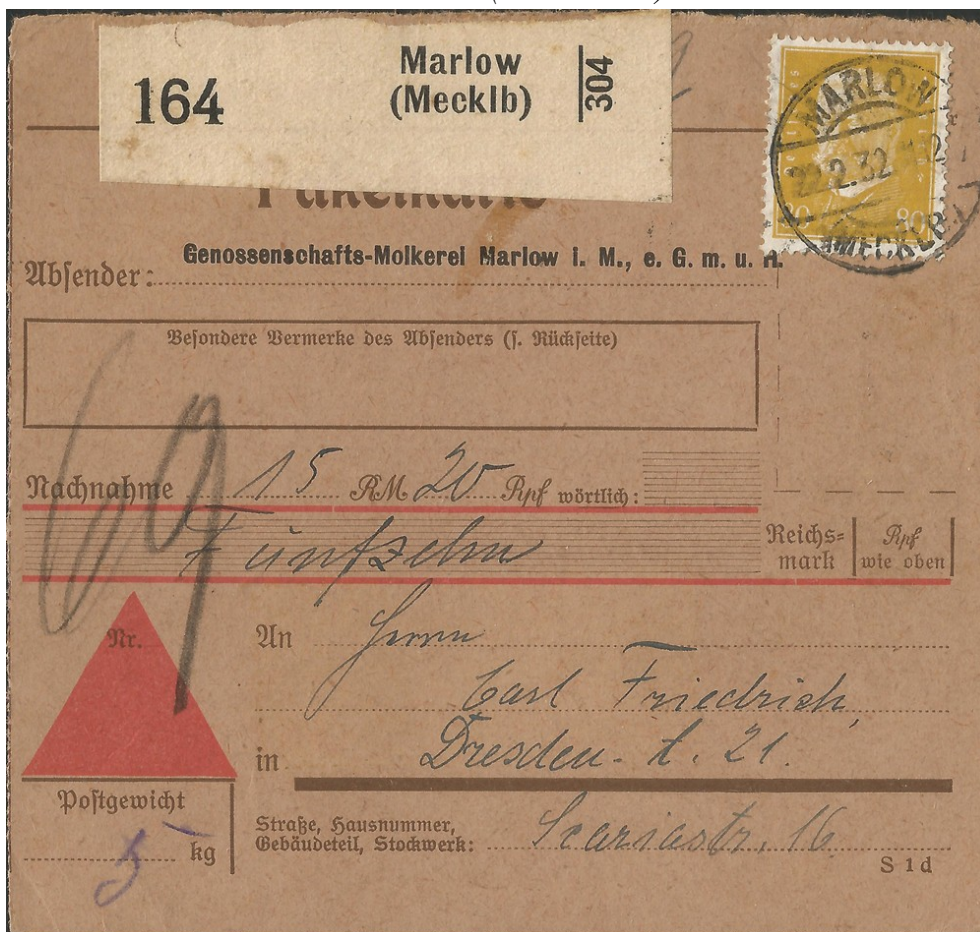 164
Marlow
(Mecklb)
304
MARLOW
22.2.32
(MECKLB)
80 80
Paketkarte
Absender: Genossenschafts-Molkerei Marlow i. M., e. G. m. u. H.
Besondere Vermerke des Absenders (s. Rückseite)
69
Nachnahme 15 RM 20 Rpf wörtlich:
Fünfzehn
Reichs=
mark
Rpf
wie oben
Nr.
An Herrn
Carl Friedrich,
in Dresden - A. 21.
Postgewicht
5 kg
Straße, Hausnummer,
Gebäudeteil, Stockwerk: 16
S 1 d